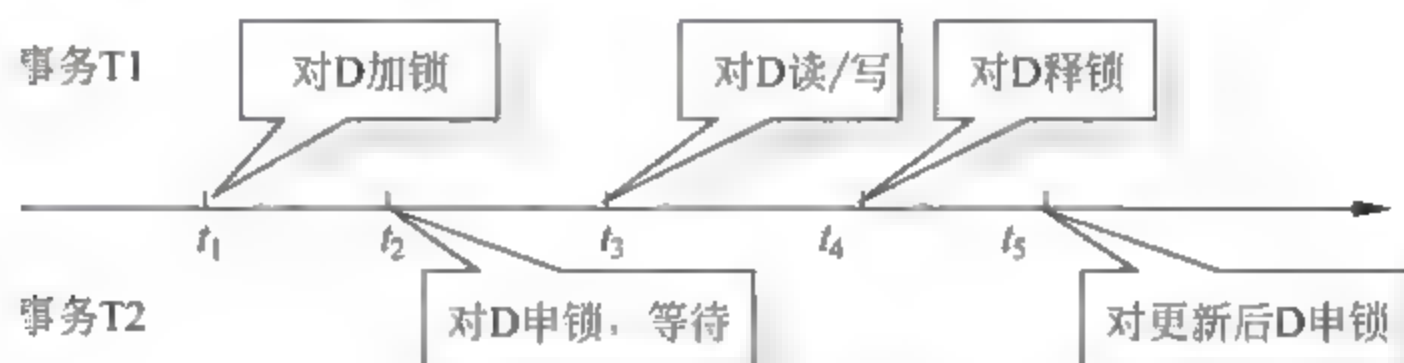 事务T1
对D加锁
对D读/写
对D释锁
t1
t2
t3
t4
t5
事务T2
对D申锁，等待
对更新后D申锁